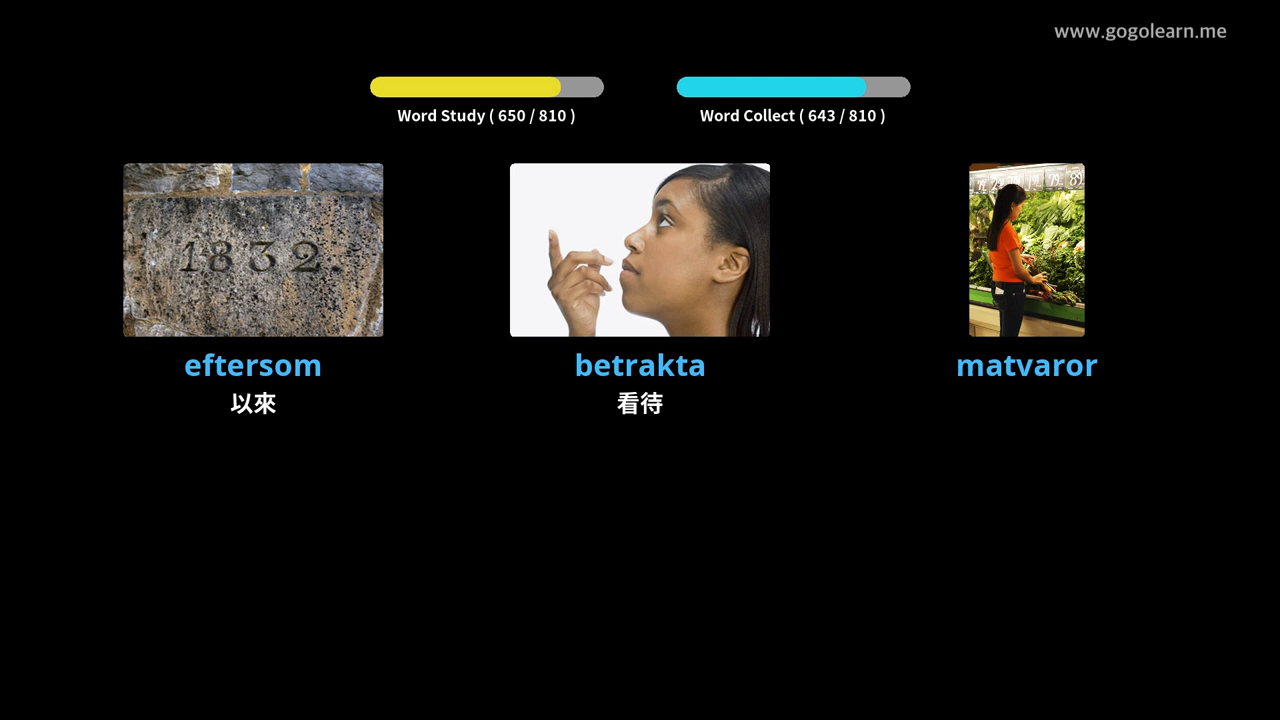 www.gogolearn.me
Word Study ( 650 / 810 )
Word Collect ( 643 / 810 )
1832.
eftersom
betrakta
matvaror
以來
看待